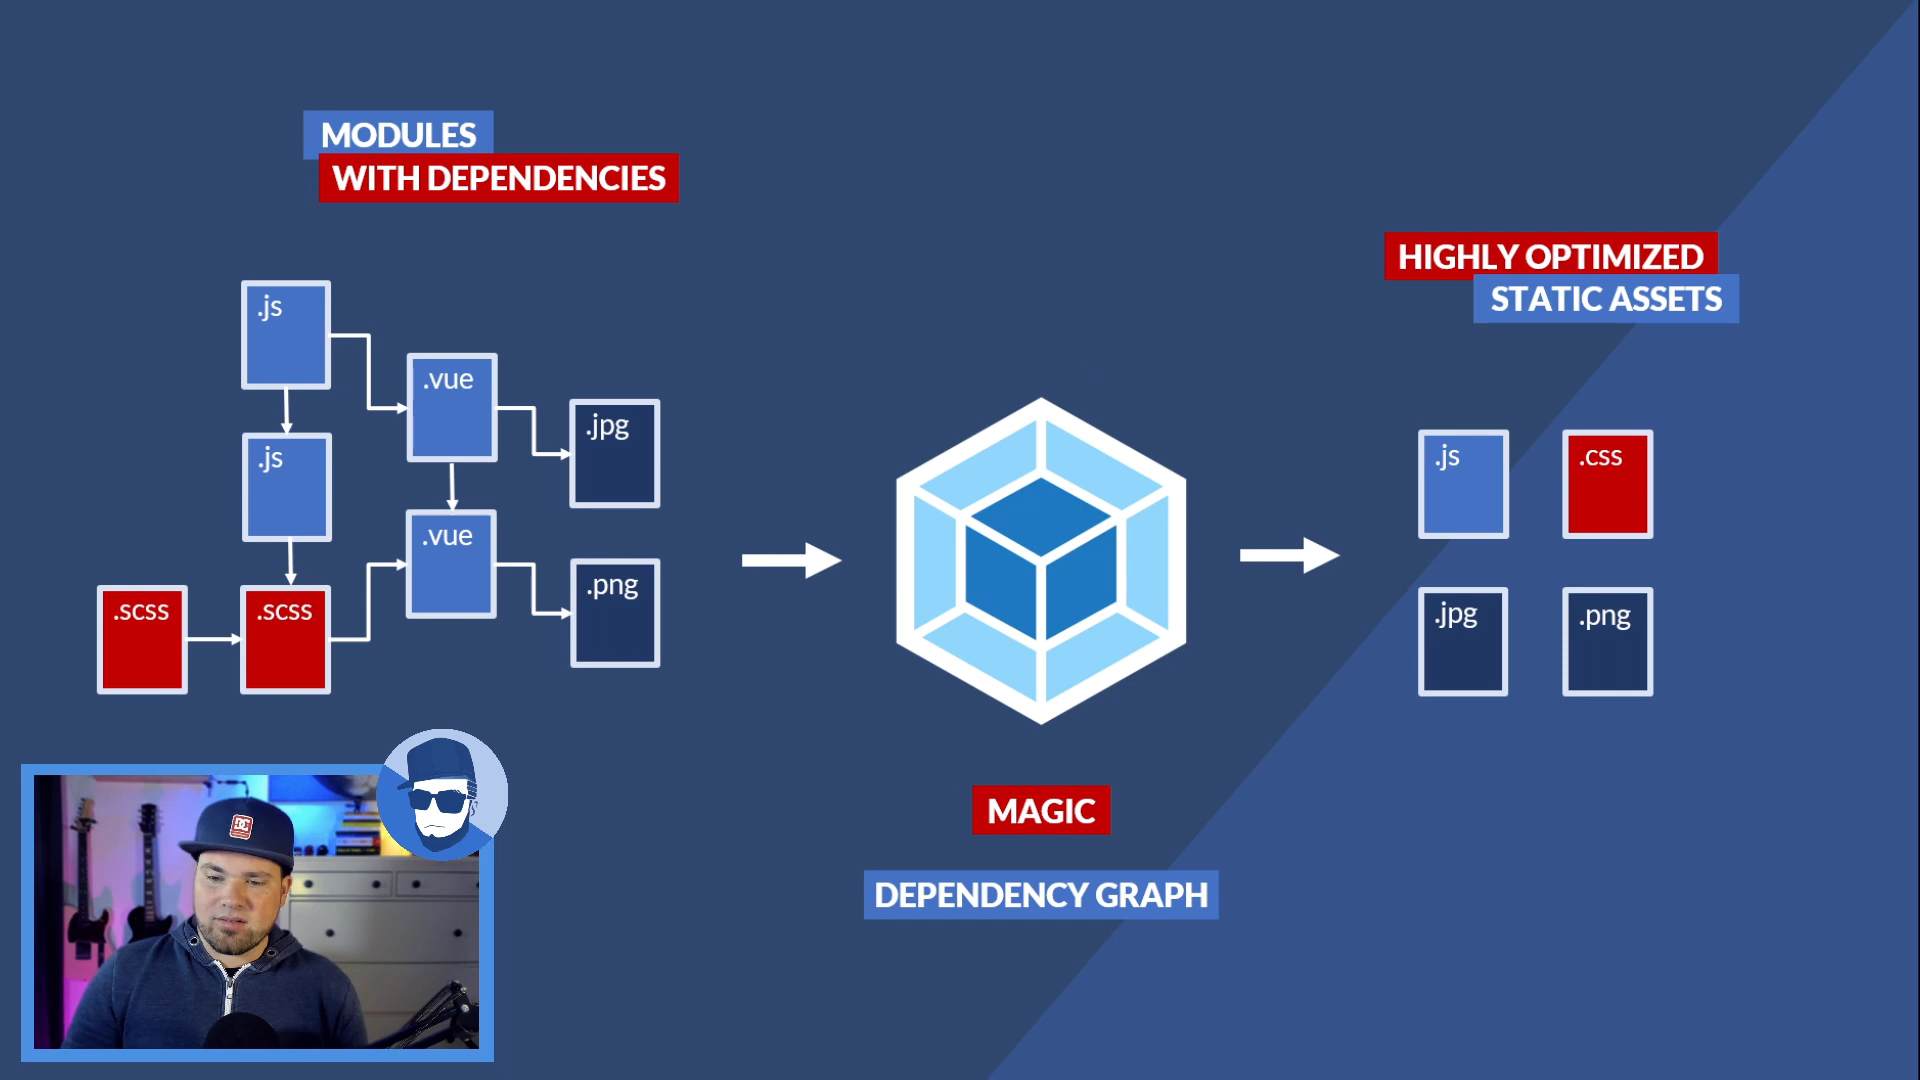 MODULES
WITH DEPENDENCIES
HIGHLY OPTIMIZED
STATIC ASSETS
.js
.vue
.jpg
.js
.vue
.png
.scss
.scss
.js
.css
.jpg
.png
MAGIC
DEPENDENCY GRAPH
DC